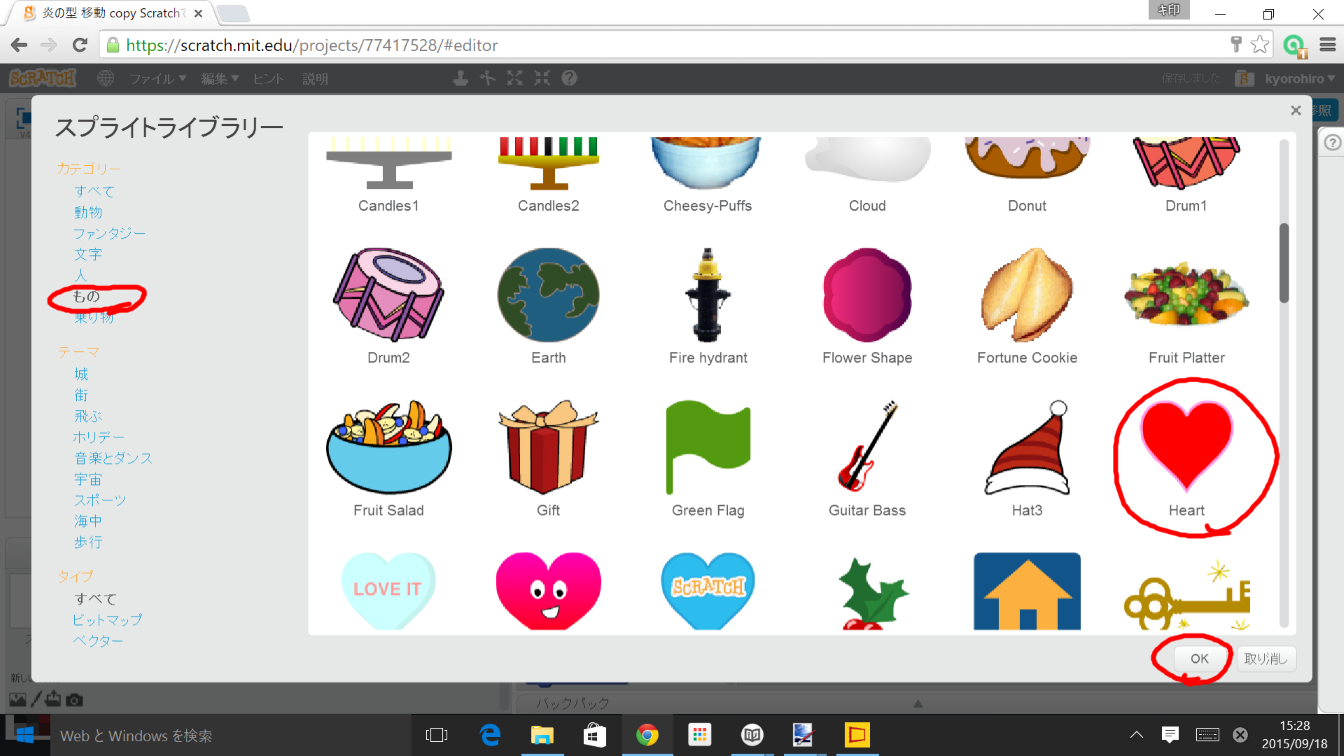 炎の型 移動 copy Scratchで
キ印
https://scratch.mit.edu/projects/77417528/#editor
SCRATCH ファイル▼ 編集▼ ヒント 説明 保存しました kyorohiro▼
スプライトライブラリー
カテゴリー
すべて
動物
ファンタジー
文字
人
もの
乗り物
テーマ
城
街
飛ぶ
ホリデー
音楽とダンス
宇宙
スポーツ
海中
歩行
タイプ
すべて
ビットマップ
ベクター
Candles1 Candles2 Cheesy-Puffs Cloud Donut Drum1
Drum2 Earth Fire hydrant Flower Shape Fortune Cookie Fruit Platter
Fruit Salad Gift Green Flag Guitar Bass Hat3 Heart
LOVE IT SCRATCH
OK 取り消し
バックパック
Web と Windows を検索
15:28
2015/09/18